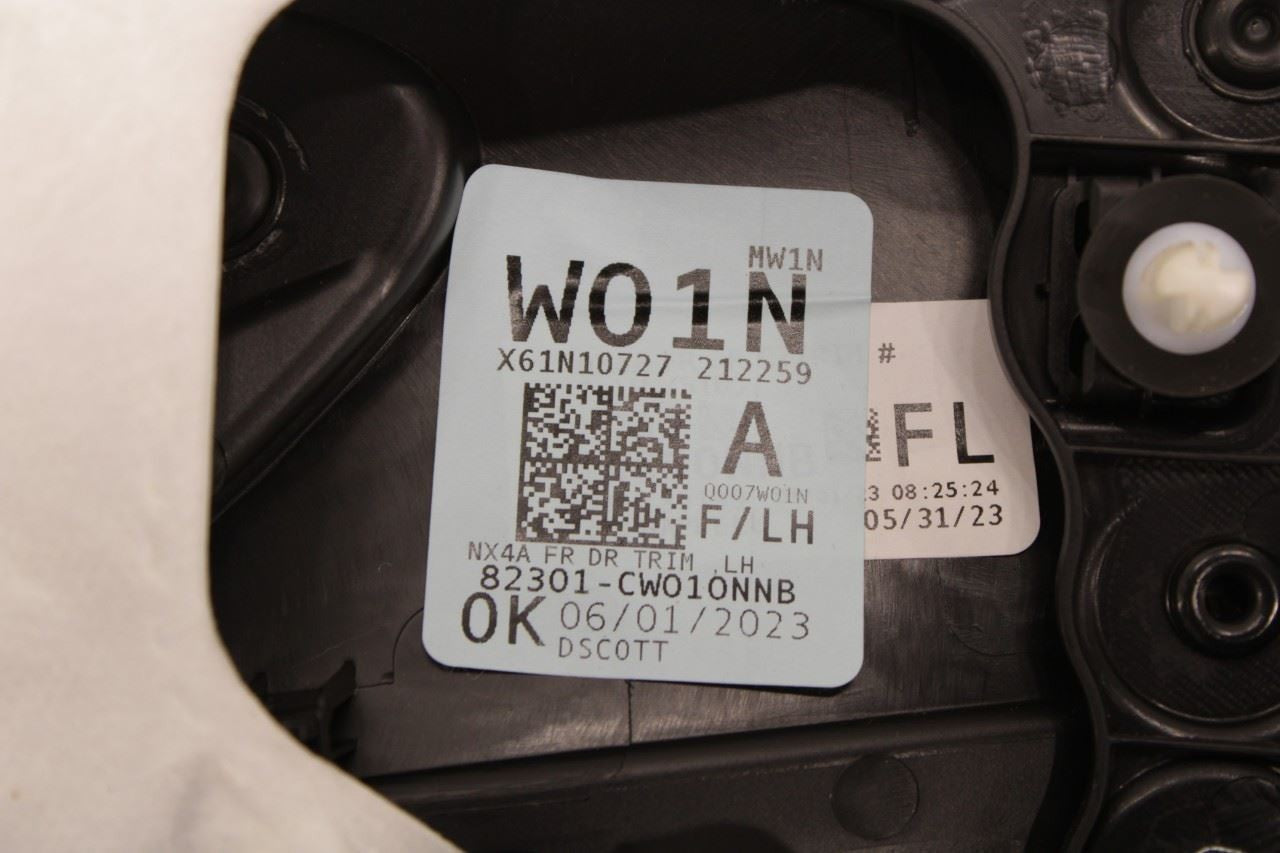 MW1N
W01N
X61N10727 212259
A
Q007W01N
F/LH
NX4A FR DR TRIM ,LH
82301-CW010NNB
OK 06/01/2023
DSCOTT
#
FL
08:25:24
05/31/23